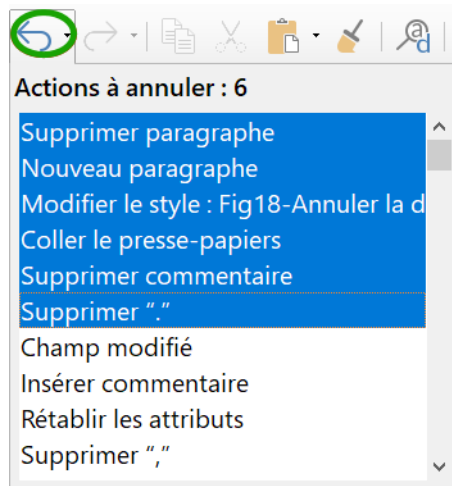 Actions à annuler : 6
Supprimer paragraphe
Nouveau paragraphe
Modifier le style : Fig18-Annuler la d
Coller le presse-papiers
Supprimer commentaire
Supprimer “.”
Champ modifié
Insérer commentaire
Rétablir les attributs
Supprimer “,”